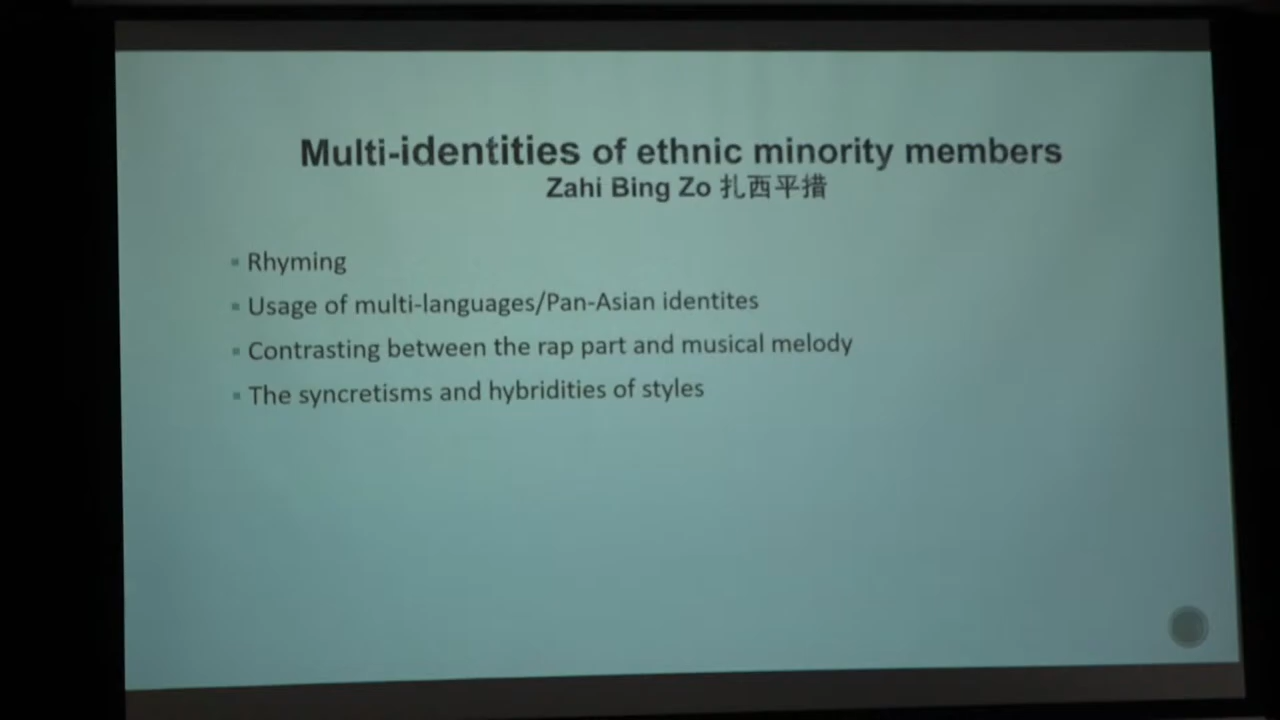 Multi-identities of ethnic minority members
Zahi Bing Zo 扎西平措
Rhyming
Usage of multi-languages/Pan-Asian identites
Contrasting between the rap part and musical melody
The syncretisms and hybridities of styles